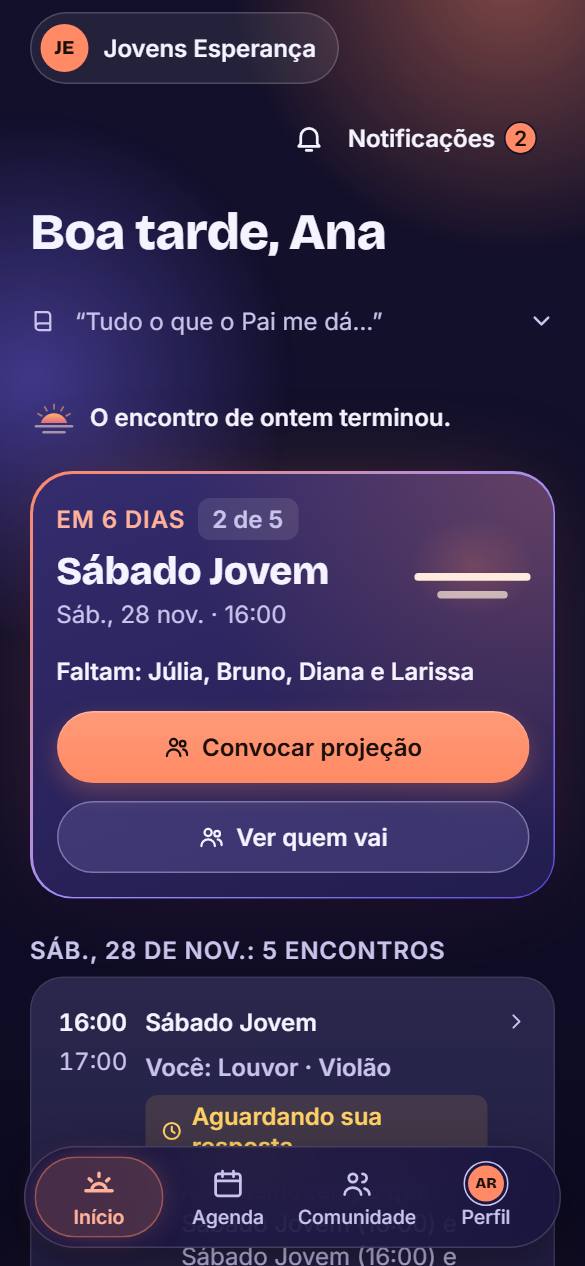 JE Jovens Esperança
Notificações 2
Boa tarde, Ana
“Tudo o que o Pai me dá...”
O encontro de ontem terminou.
EM 6 DIAS 2 de 5
Sábado Jovem
Sáb., 28 nov. · 16:00
Faltam: Júlia, Bruno, Diana e Larissa
Convocar projeção
Ver quem vai
SÁB., 28 DE NOV.: 5 ENCONTROS
16:00 Sábado Jovem
17:00 Você: Louvor · Violão
Aguardando sua
resposta
AR
Início Agenda Comunidade Perfil
Sábado Jovem (16:00) e